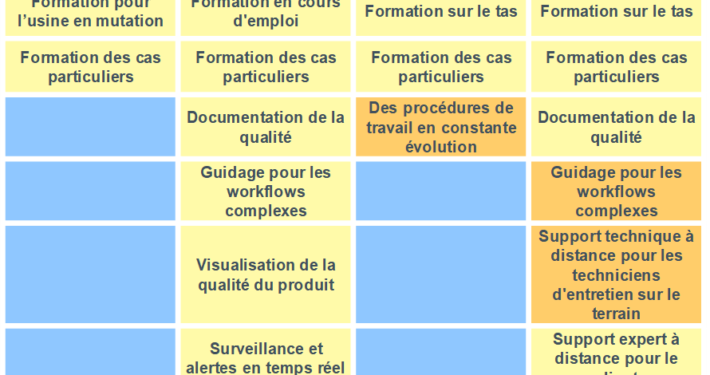 Formation pour
l'usine en mutation
Formation en cours
d'emploi
Formation sur le tas
Formation sur le tas
Formation des cas
particuliers
Formation des cas
particuliers
Formation des cas
particuliers
Formation des cas
particuliers
Documentation de la
qualité
Des procédures de
travail en constante
évolution
Documentation de la
qualité
Guidage pour les
workflows
complexes
Guidage pour les
workflows
complexes
Visualisation de la
qualité du produit
Support technique à
distance pour les
techniciens
d'entretien sur le
terrain
Surveillance et
alertes en temps réel
Support expert à
distance pour le